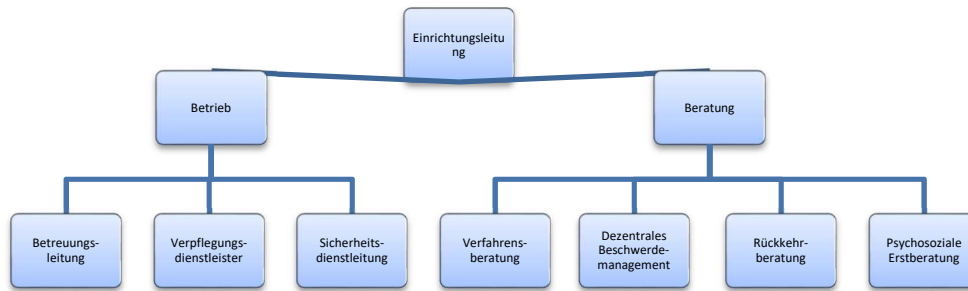 Einrichtungsleitu
ng
Betrieb
Beratung
Betreuungs-
leitung
Verpflegungs-
dienstleister
Sicherheits-
dienstleitung
Verfahrens-
beratung
Dezentrales
Beschwerde-
management
Rückkehr-
beratung
Psychosoziale
Erstberatung